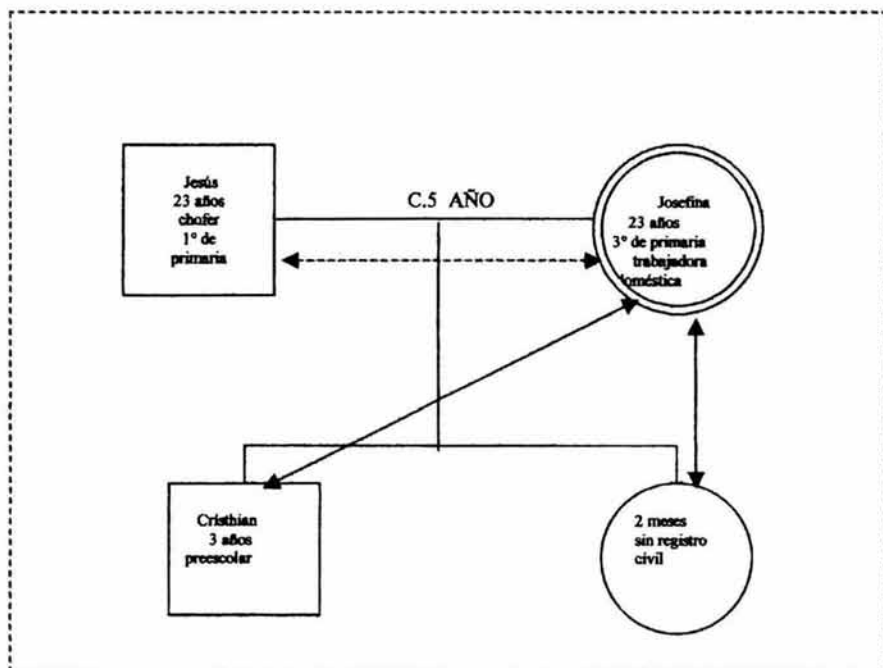 Jesús
23 años
chofer
1° de
primaria
C.5 AÑO
Josefina
23 años
3° de primaria
trabajadora
doméstica
Cristhian
3 años
preescolar
2 meses
sin registro
civil